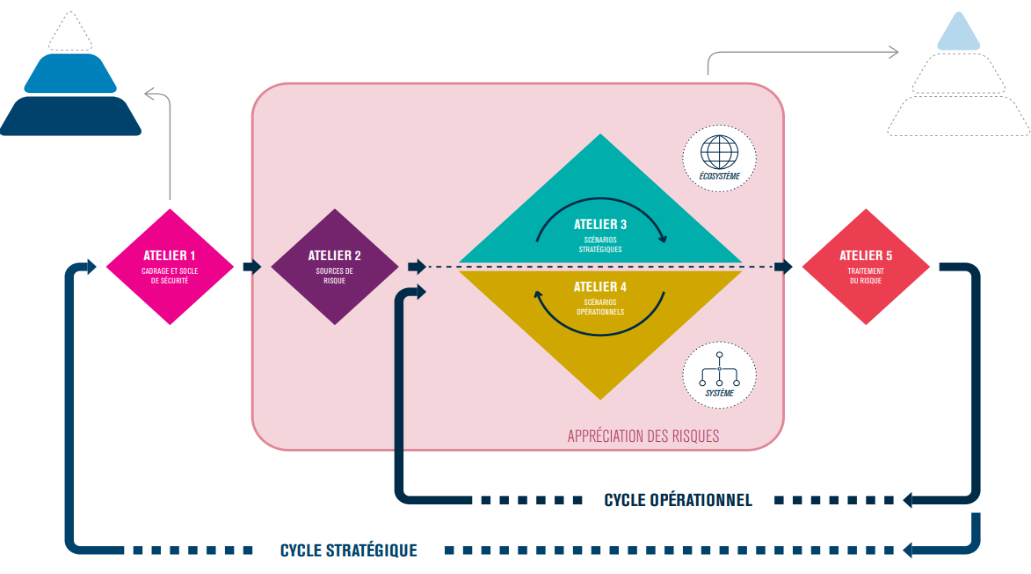 ÉCOSYSTÈME
ATELIER 1
CADRAGE ET SOCLE
DE SÉCURITÉ
ATELIER 2
SOURCES DE
RISQUE
ATELIER 3
SCÉNARIOS
STRATÉGIQUES
ATELIER 4
SCÉNARIOS
OPÉRATIONNELS
ATELIER 5
TRAITEMENT
DU RISQUE
SYSTÈME
APPRÉCIATION DES RISQUES
CYCLE OPÉRATIONNEL
CYCLE STRATÉGIQUE